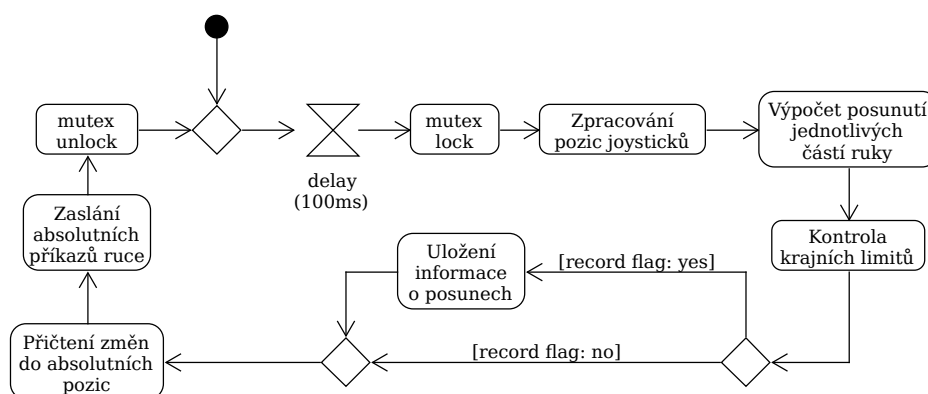 mutex
unlock
delay
(100ms)
mutex
lock
Zpracování
pozic joysticků
Výpočet posunutí
jednotlivých
částí ruky
Kontrola
krajních limitů
[record flag: yes]
Uložení
informace
o posunech
[record flag: no]
Přičtení změn
do absolutních
pozic
Zaslání
absolutních
příkazů ruce